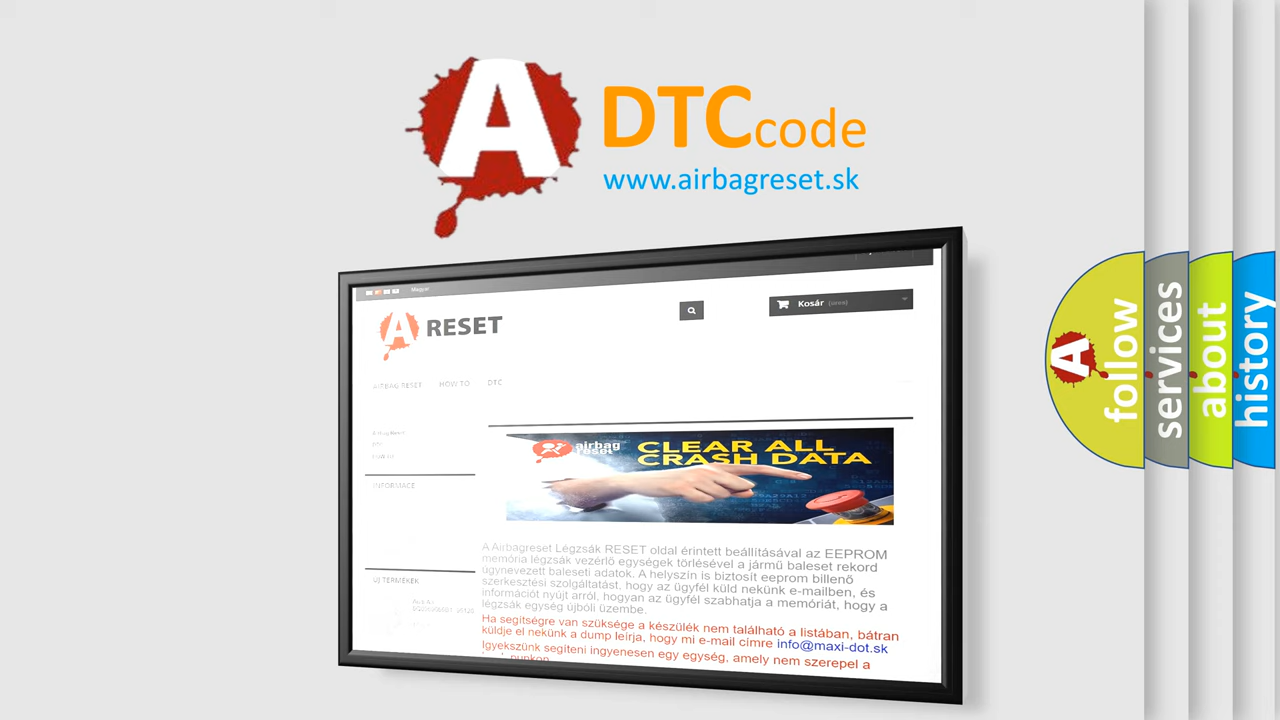 A DTC code
www.airbagreset.sk
Magyar
A RESET
Kosár (üres)
AIRBAG RESET HOW TO DTC
INFORMACE
ÚJ TERMÉKEK
airbag
reset
CLEAR ALL
CRASH DATA
A Airbagreset Légzsák RESET oldal érintett beállításával az EEPROM
memória légzsák vezérlő egységek törlésével a jármű baleset rekord
úgynevezett baleseti adatok. A helyszín is biztosít eeprom billenő
szerkesztési szolgáltatást, hogy az ügyfél küld nekünk e-mailben, és
információt nyújt arról, hogyan az ügyfél szabhatja a memóriát, hogy a
légzsák egység újbóli üzembe.
Ha segítségre van szüksége a készülék nem található a listában, bátran
küldje el nekünk a dump leírja, hogy mi e-mail címre info@maxi-dot.sk
Igyekszünk segíteni ingyenesen egy egység, amely nem szerepel a
A follow
services
about
history